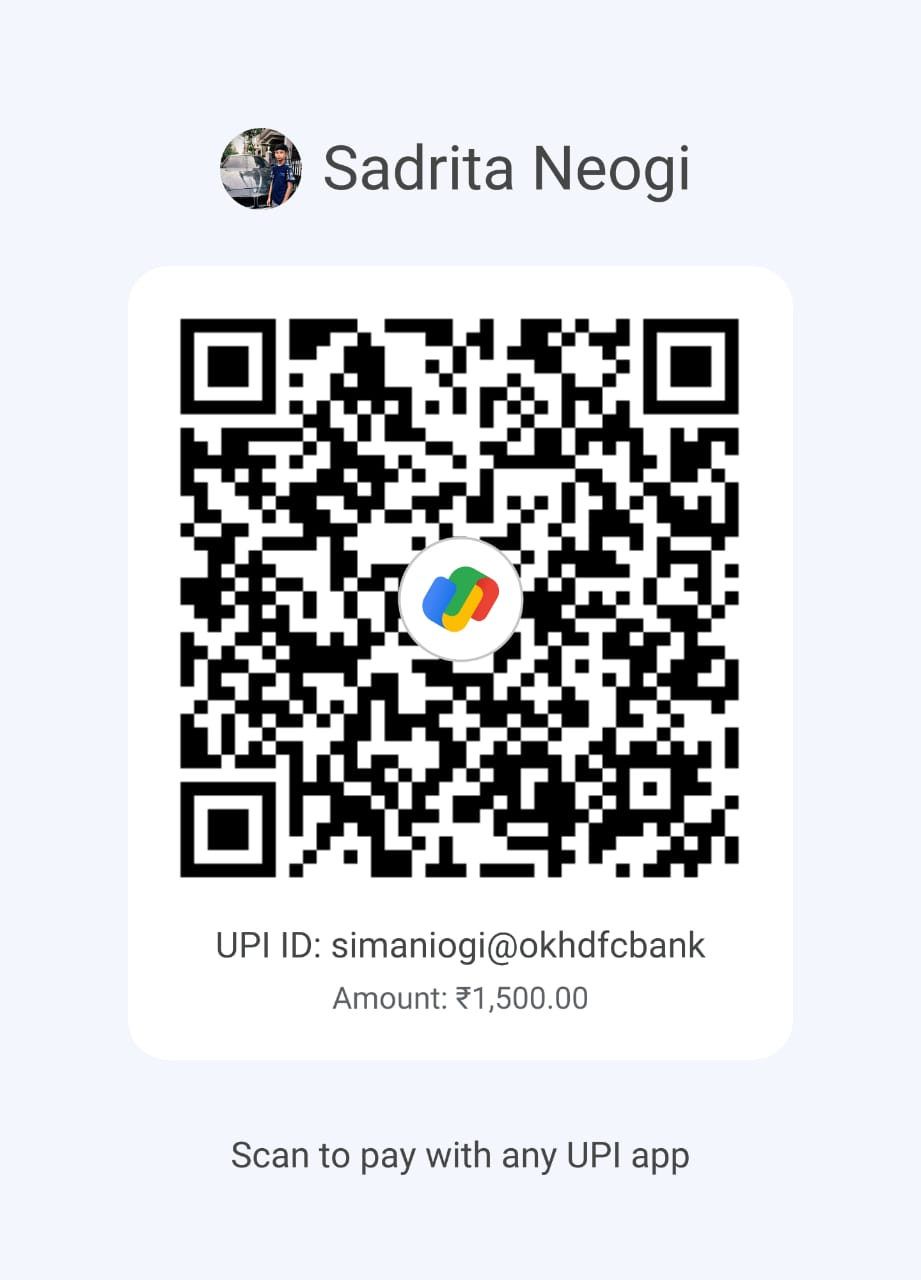 Sadrita Neogi
UPI ID: simaniogi@okhdfcbank
Amount: ₹1,500.00
Scan to pay with any UPI app